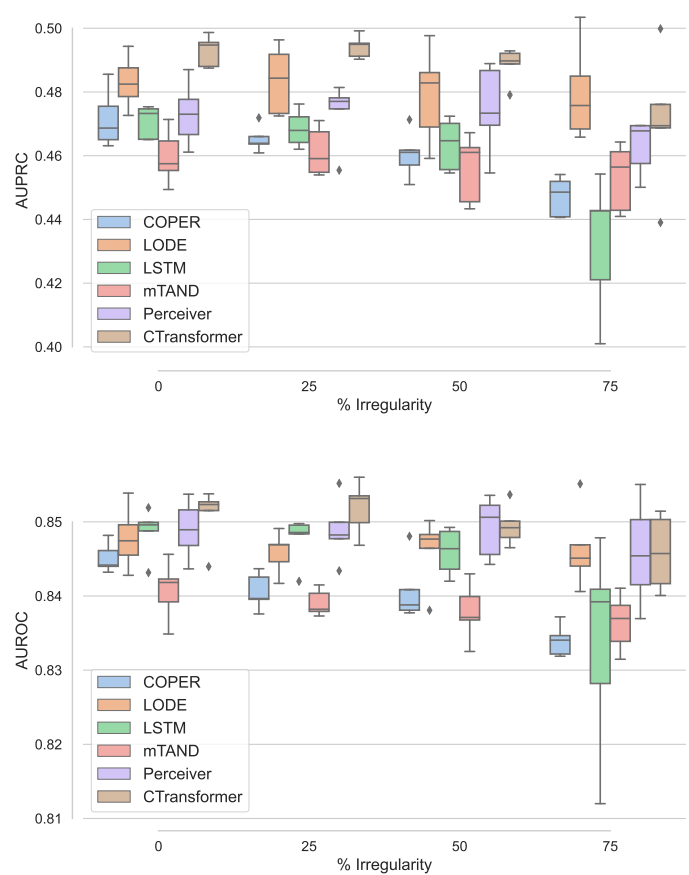 0.50
0.48
0.46
0.44
0.42
0.40
AUPRC
COPER
LODE
LSTM
mTAND
Perceiver
CTransformer
0 25 50 75
% Irregularity
0.85
0.84
0.83
0.82
0.81
AUROC
COPER
LODE
LSTM
mTAND
Perceiver
CTransformer
0 25 50 75
% Irregularity